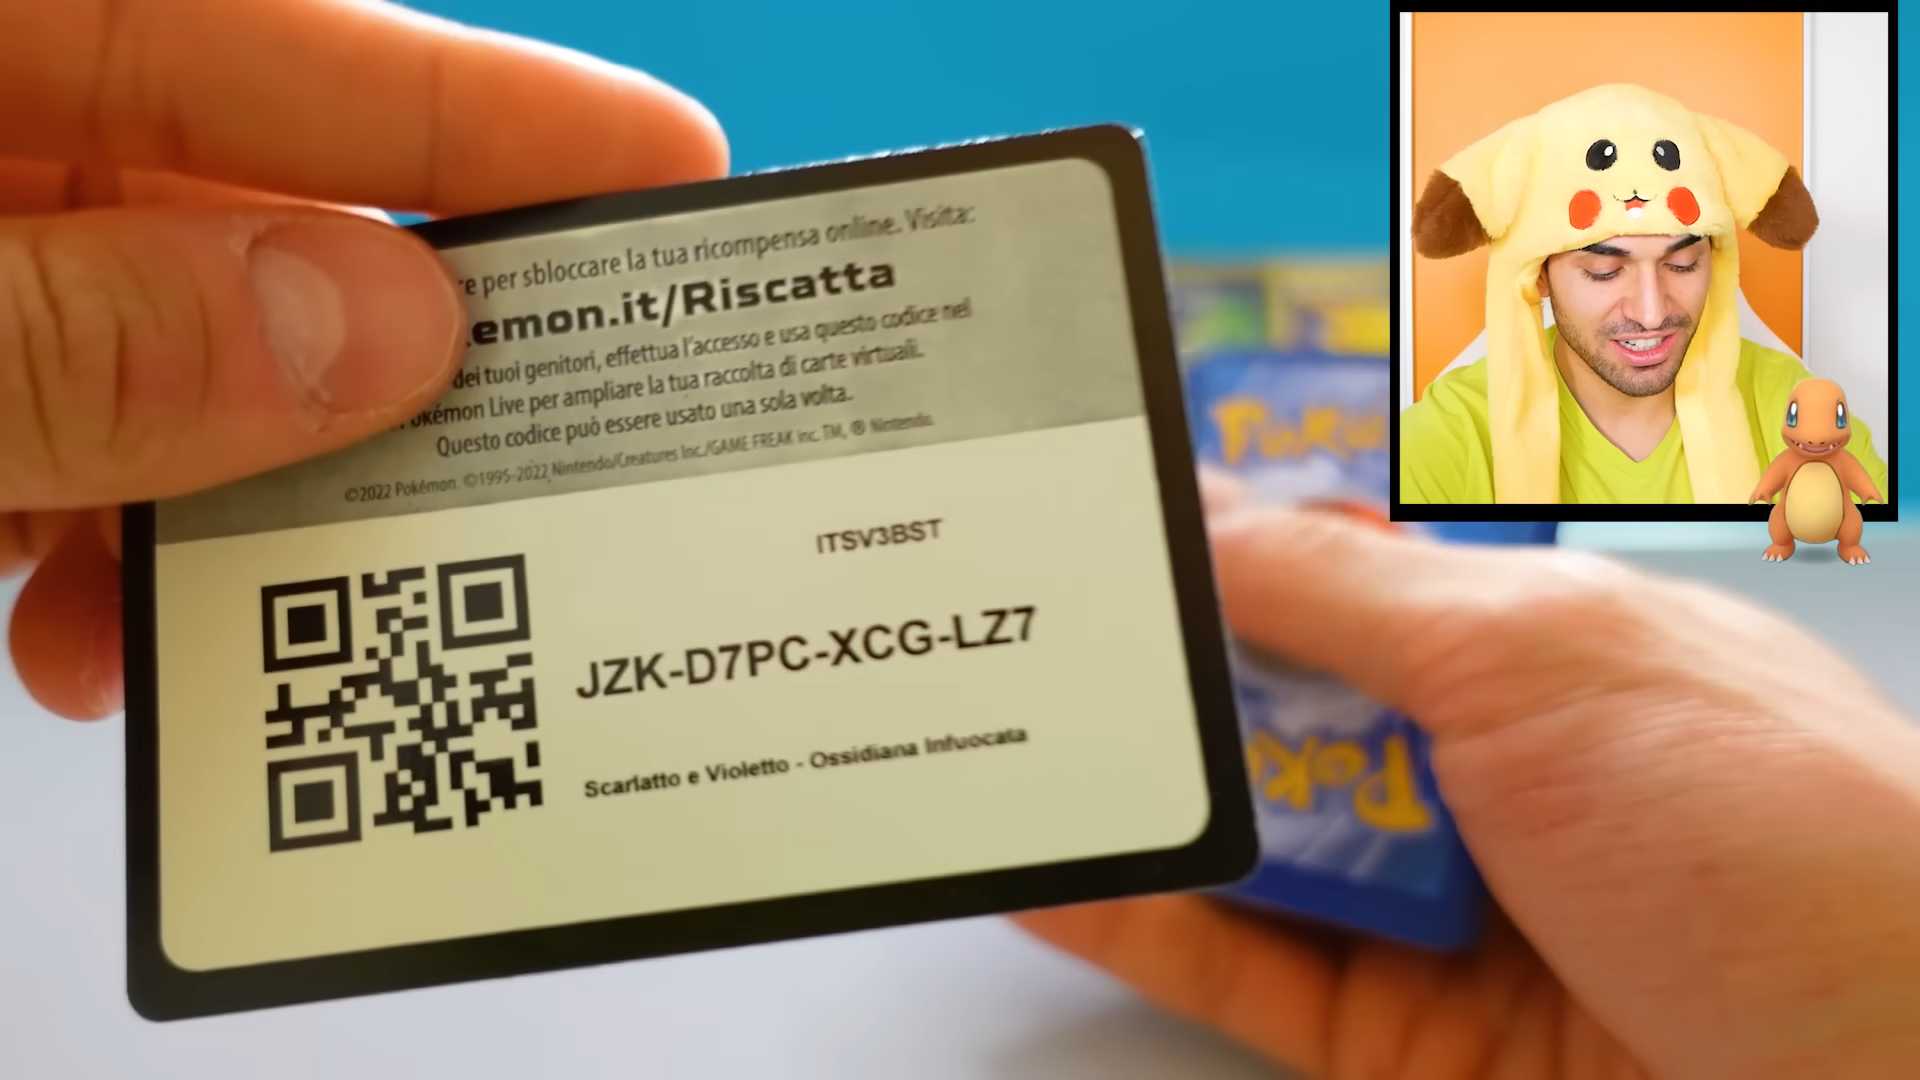 per sbloccare la tua ricompensa online. Visita:
kemon.it/Riscatta
dei tuoi genitori, effettua l'accesso e usa questo codice nel
okémon Live per ampliare la tua raccolta di carte virtuali.
Questo codice può essere usato una sola volta.
©2022 Pokémon. ©1995-2022 Nintendo/Creatures Inc./GAME FREAK inc. TM, ® Nintendo.
ITSV3BST
JZK-D7PC-XCG-LZ7
Scarlatto e Violetto - Ossidiana Infuocata
Poké
Poké